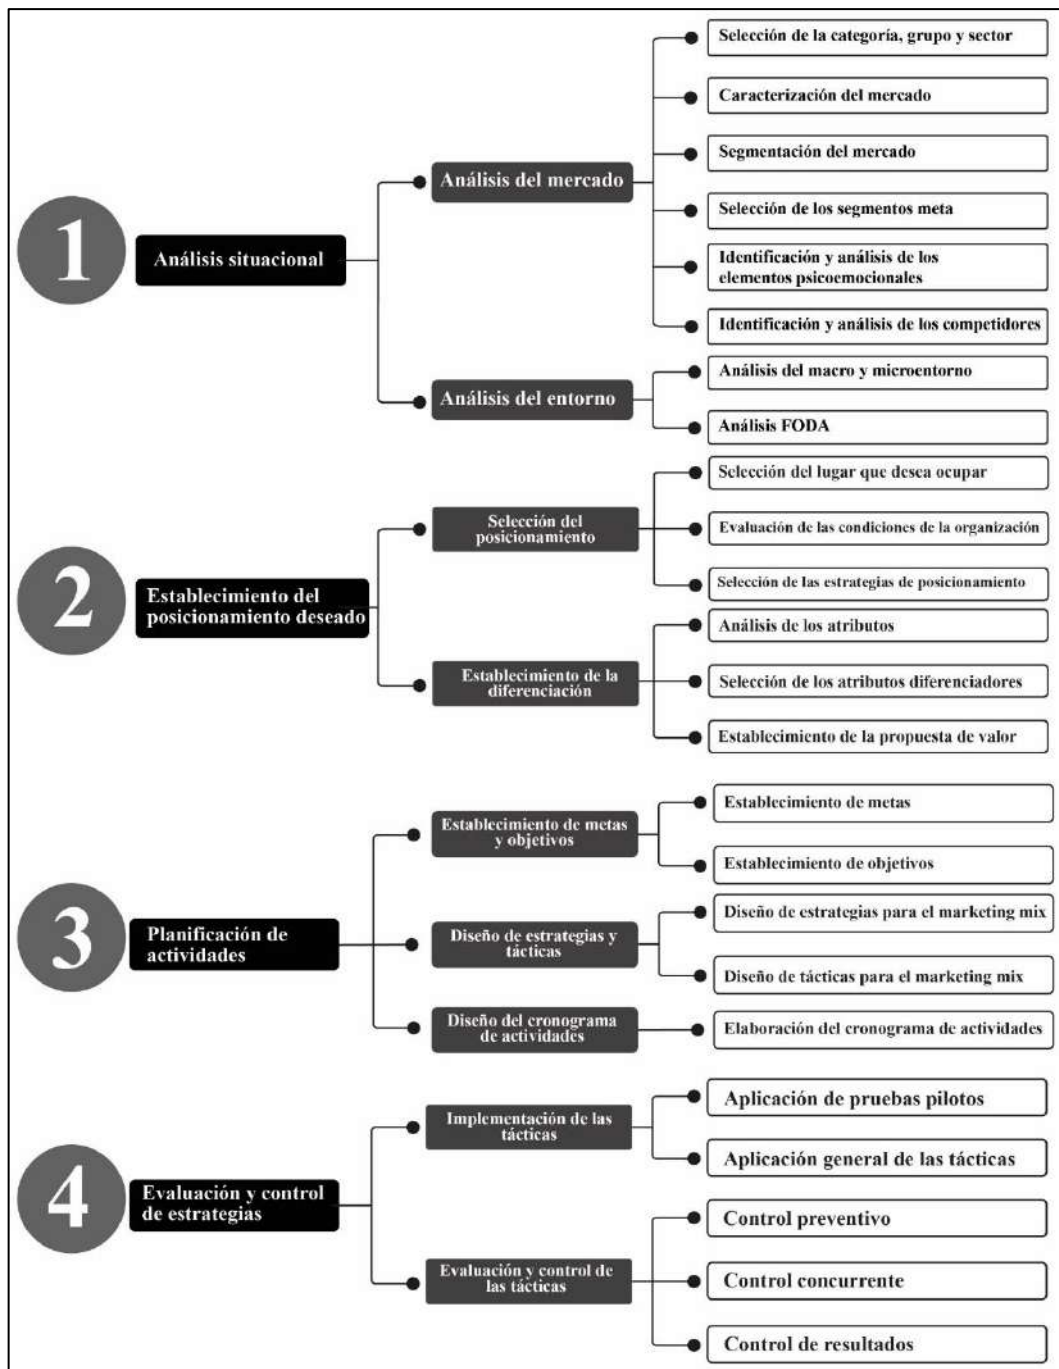 1
Análisis situacional
Análisis del mercado
Selección de la categoría, grupo y sector
Caracterización del mercado
Segmentación del mercado
Selección de los segmentos meta
Identificación y análisis de los
elementos psicoemocionales
Identificación y análisis de los competidores
Análisis del entorno
Análisis del macro y microentorno
Análisis FODA
2
Establecimiento del
posicionamiento deseado
Selección del
posicionamiento
Selección del lugar que desea ocupar
Evaluación de las condiciones de la organización
Selección de las estrategias de posicionamiento
Establecimiento de la
diferenciación
Análisis de los atributos
Selección de los atributos diferenciadores
Establecimiento de la propuesta de valor
3
Planificación de
actividades
Establecimiento de metas
y objetivos
Establecimiento de metas
Establecimiento de objetivos
Diseño de estrategias y
tácticas
Diseño de estrategias para el marketing mix
Diseño de tácticas para el marketing mix
Diseño del cronograma
de actividades
Elaboración del cronograma de actividades
4
Evaluación y control
de estrategias
Implementación de las
tácticas
Aplicación de pruebas pilotos
Aplicación general de las tácticas
Evaluación y control de
las tácticas
Control preventivo
Control concurrente
Control de resultados